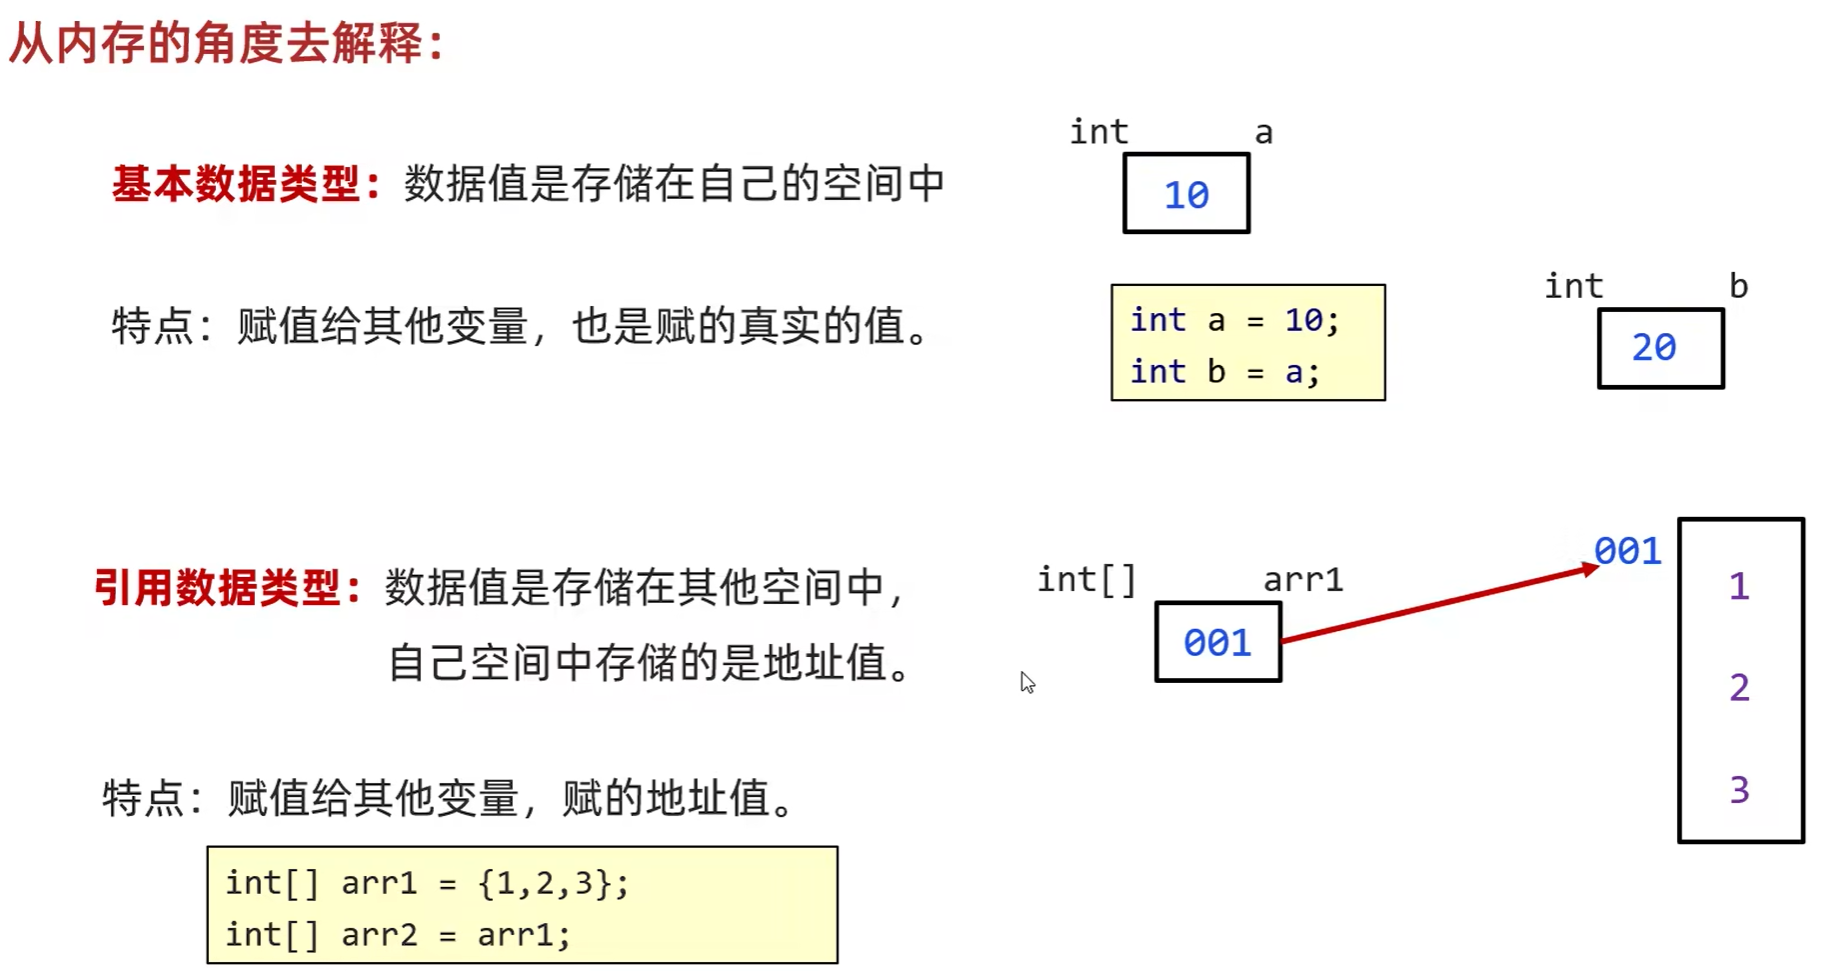 从内存的角度去解释：
int a
10
基本数据类型：数据值是存储在自己的空间中
特点：赋值给其他变量，也是赋的真实的值。
int a = 10;
int b = a;
int b
20
引用数据类型：数据值是存储在其他空间中，
自己空间中存储的是地址值。
int[] arr1
001
001
1
2
3
特点：赋值给其他变量，赋的地址值。
int[] arr1 = {1,2,3};
int[] arr2 = arr1;